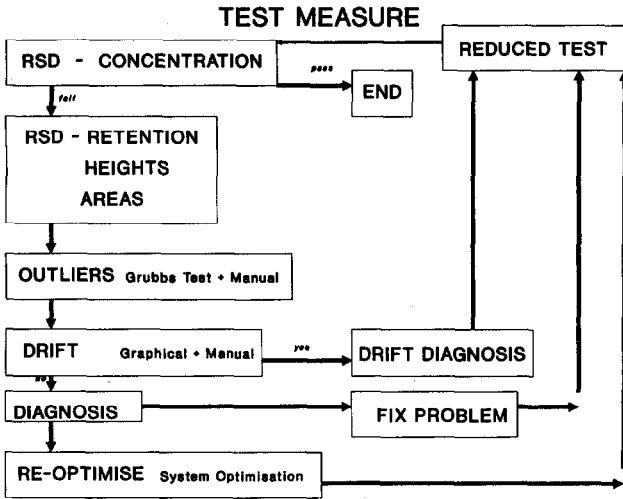 TEST MEASURE
RSD - CONCENTRATION
pass
REDUCED TEST
END
fail
RSD - RETENTION
HEIGHTS
AREAS
OUTLIERS Grubbs Test + Manual
DRIFT Graphical + Manual
yes
DRIFT DIAGNOSIS
no
DIAGNOSIS
FIX PROBLEM
RE-OPTIMISE System Optimisation